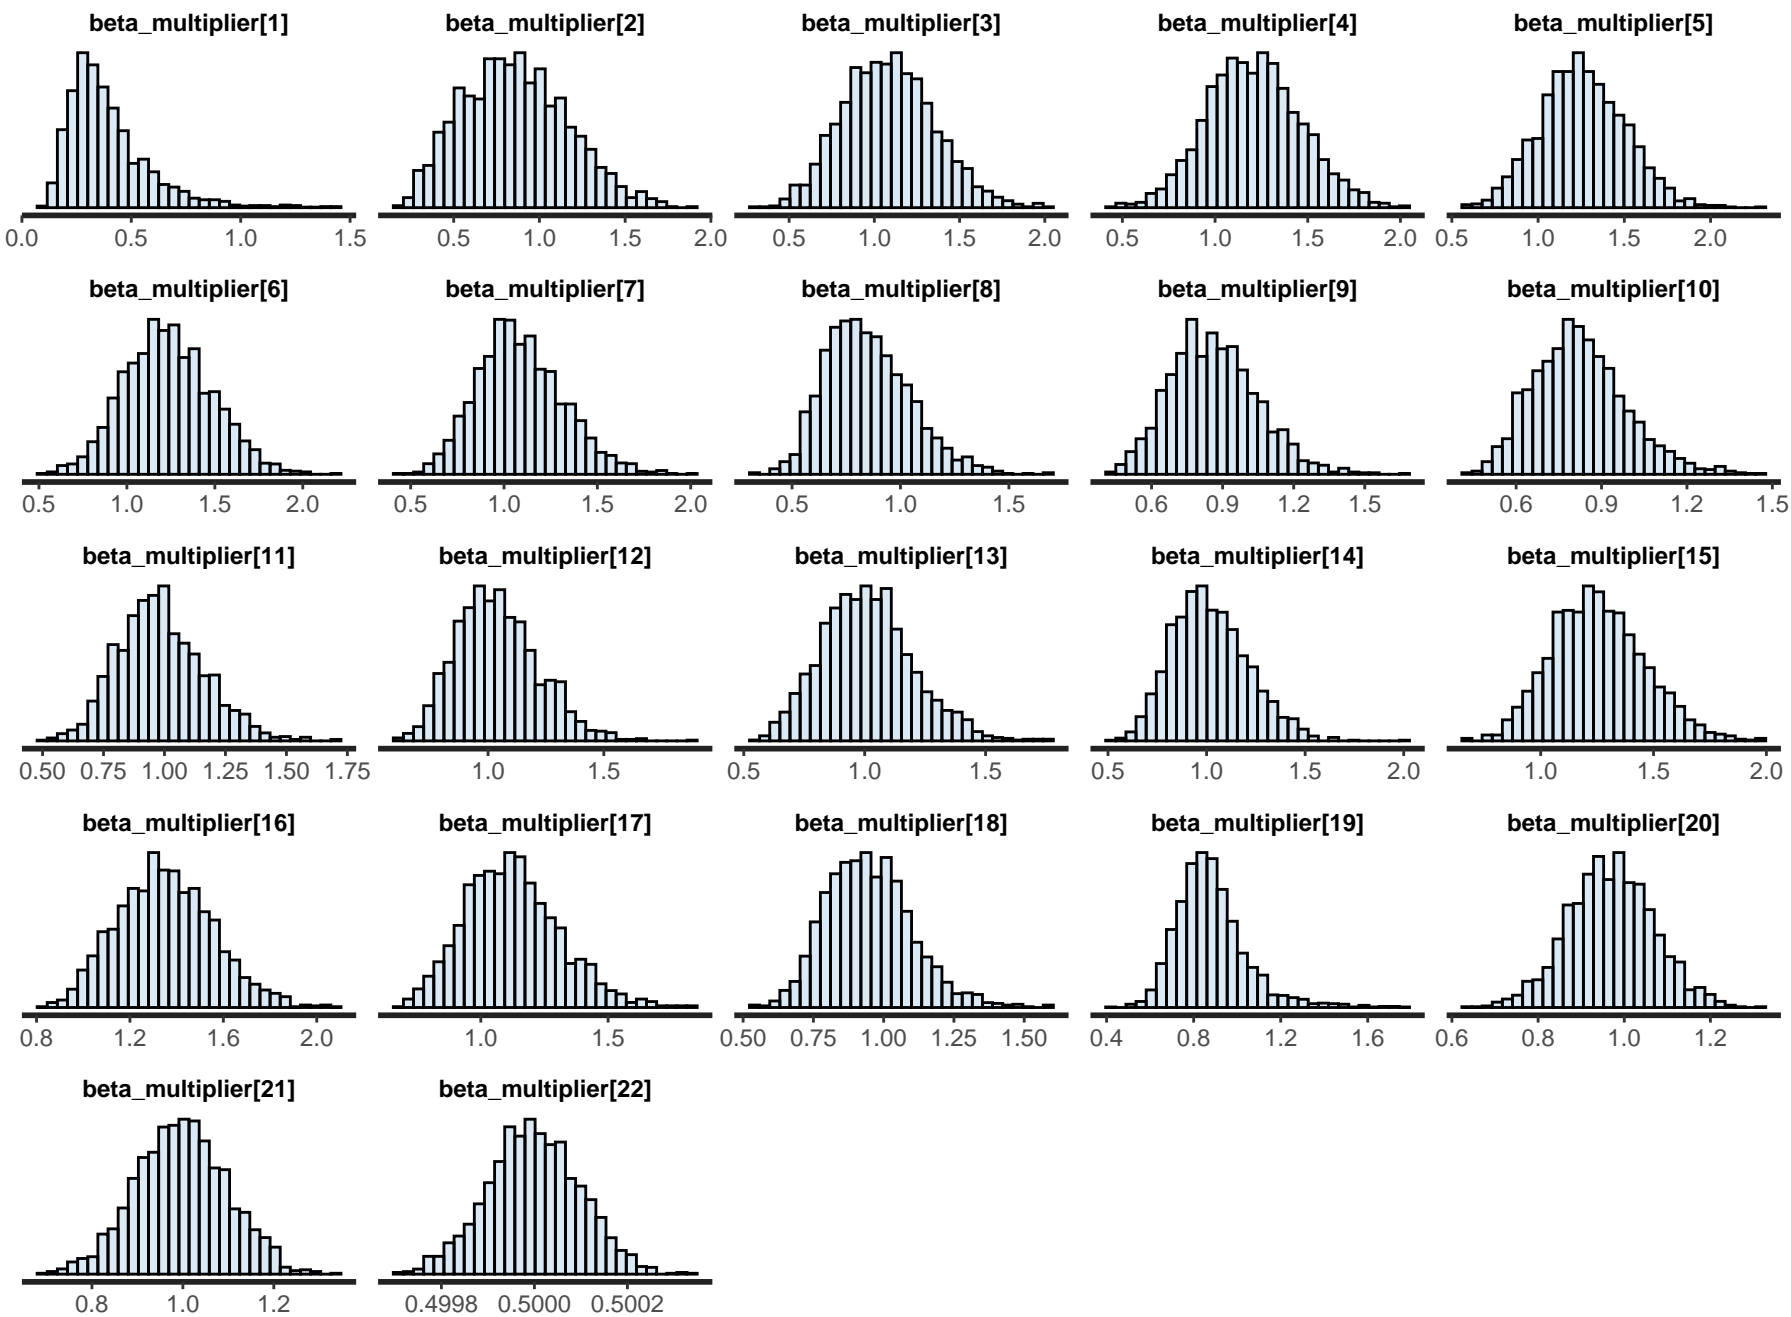 beta_multiplier[1] beta_multiplier[2] beta_multiplier[3] beta_multiplier[4] beta_multiplier[5]
0.0 0.5 1.0 1.5 0.5 1.0 1.5 2.0 0.5 1.0 1.5 2.0 0.5 1.0 1.5 2.0 0.5 1.0 1.5 2.0
beta_multiplier[6] beta_multiplier[7] beta_multiplier[8] beta_multiplier[9] beta_multiplier[10]
0.5 1.0 1.5 2.0 0.5 1.0 1.5 2.0 0.5 1.0 1.5 0.6 0.9 1.2 1.5 0.6 0.9 1.2 1.5
beta_multiplier[11] beta_multiplier[12] beta_multiplier[13] beta_multiplier[14] beta_multiplier[15]
0.50 0.75 1.00 1.25 1.50 1.75 1.0 1.5 0.5 1.0 1.5 0.5 1.0 1.5 2.0 1.0 1.5 2.0
beta_multiplier[16] beta_multiplier[17] beta_multiplier[18] beta_multiplier[19] beta_multiplier[20]
0.8 1.2 1.6 2.0 1.0 1.5 0.50 0.75 1.00 1.25 1.50 0.4 0.8 1.2 1.6 0.6 0.8 1.0 1.2
beta_multiplier[21] beta_multiplier[22]
0.8 1.0 1.2 0.4998 0.5000 0.5002